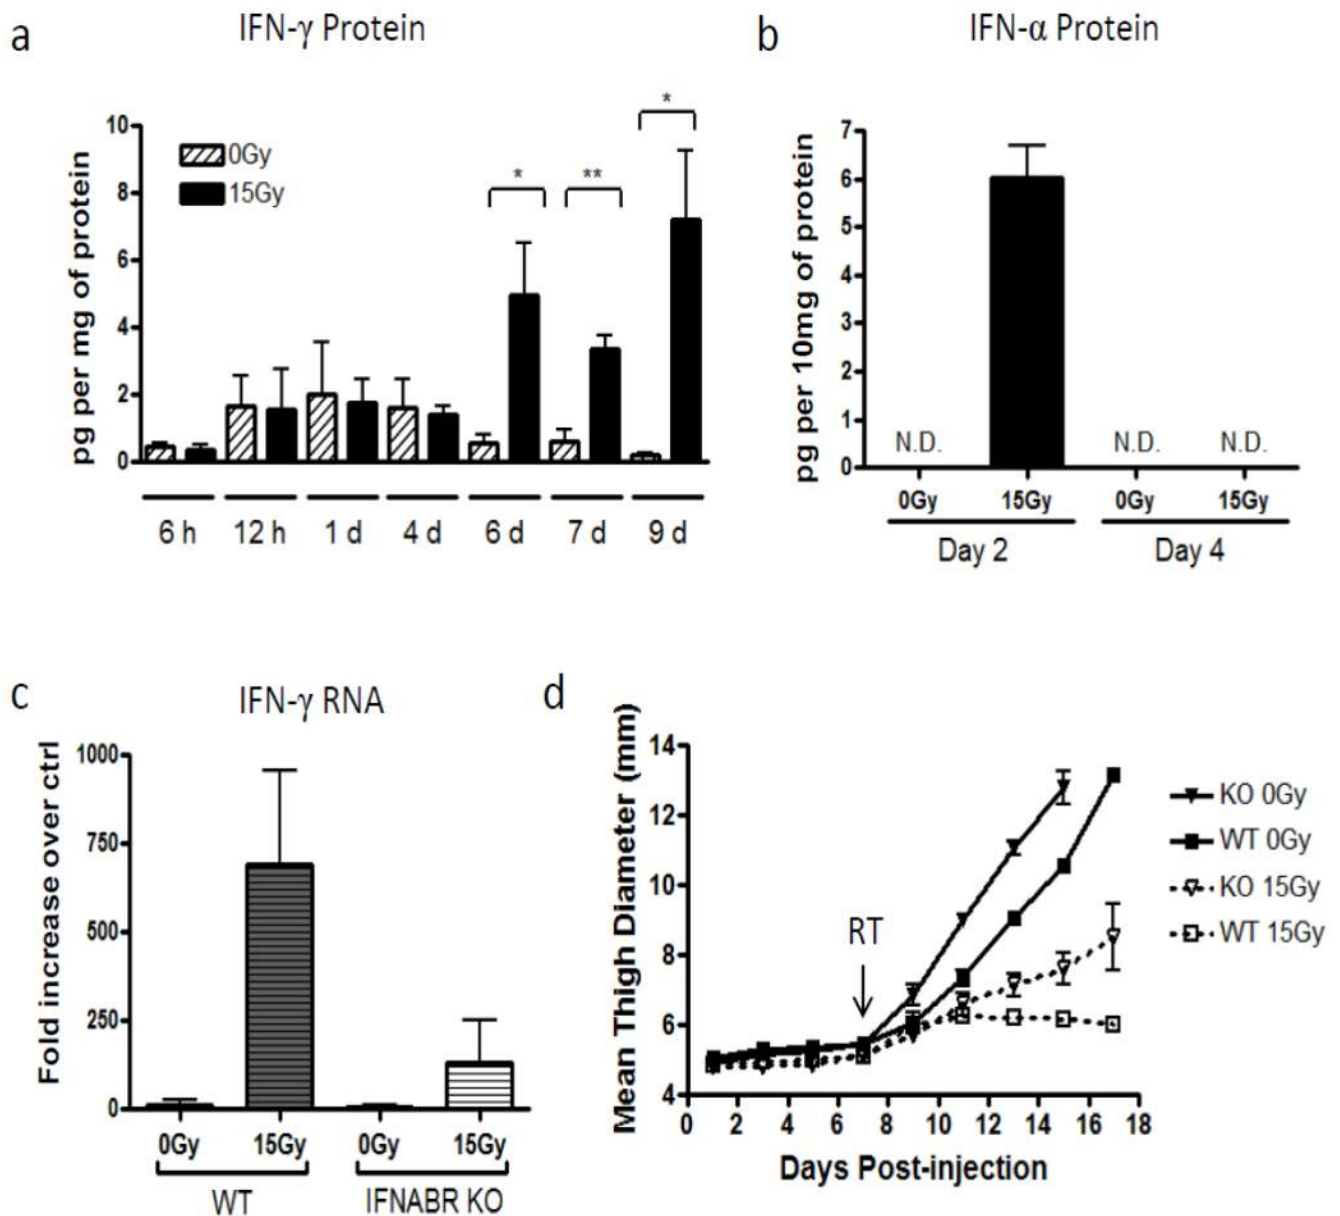 a
IFN-γ Protein
pg per mg of protein
10
8
6
4
2
0
0Gy
15Gy
*
**
*
6 h
12 h
1 d
4 d
6 d
7 d
9 d
b
IFN-α Protein
pg per 10mg of protein
7
6
5
4
3
2
1
0
N.D.
N.D.
N.D.
0Gy
15Gy
0Gy
15Gy
Day 2
Day 4
c
IFN-γ RNA
Fold increase over ctrl
1000
750
500
250
0
0Gy
15Gy
0Gy
15Gy
WT
IFNABR KO
d
Mean Thigh Diameter (mm)
14
12
10
8
6
4
RT
0
2
4
6
8
10
12
14
16
18
Days Post-injection
KO 0Gy
WT 0Gy
KO 15Gy
WT 15Gy